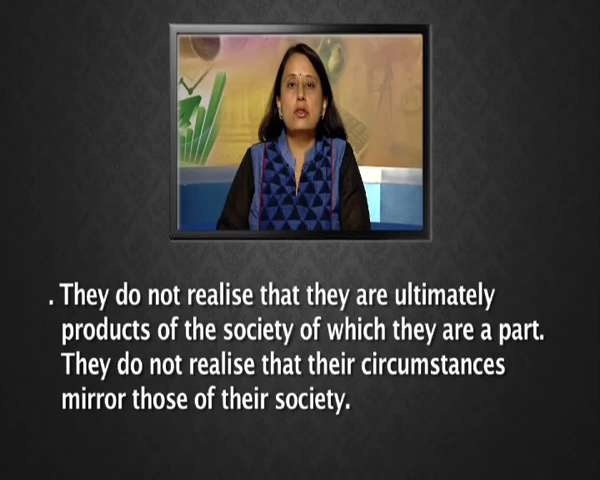 . They do not realise that they are ultimately
products of the society of which they are a part.
They do not realise that their circumstances
mirror those of their society.